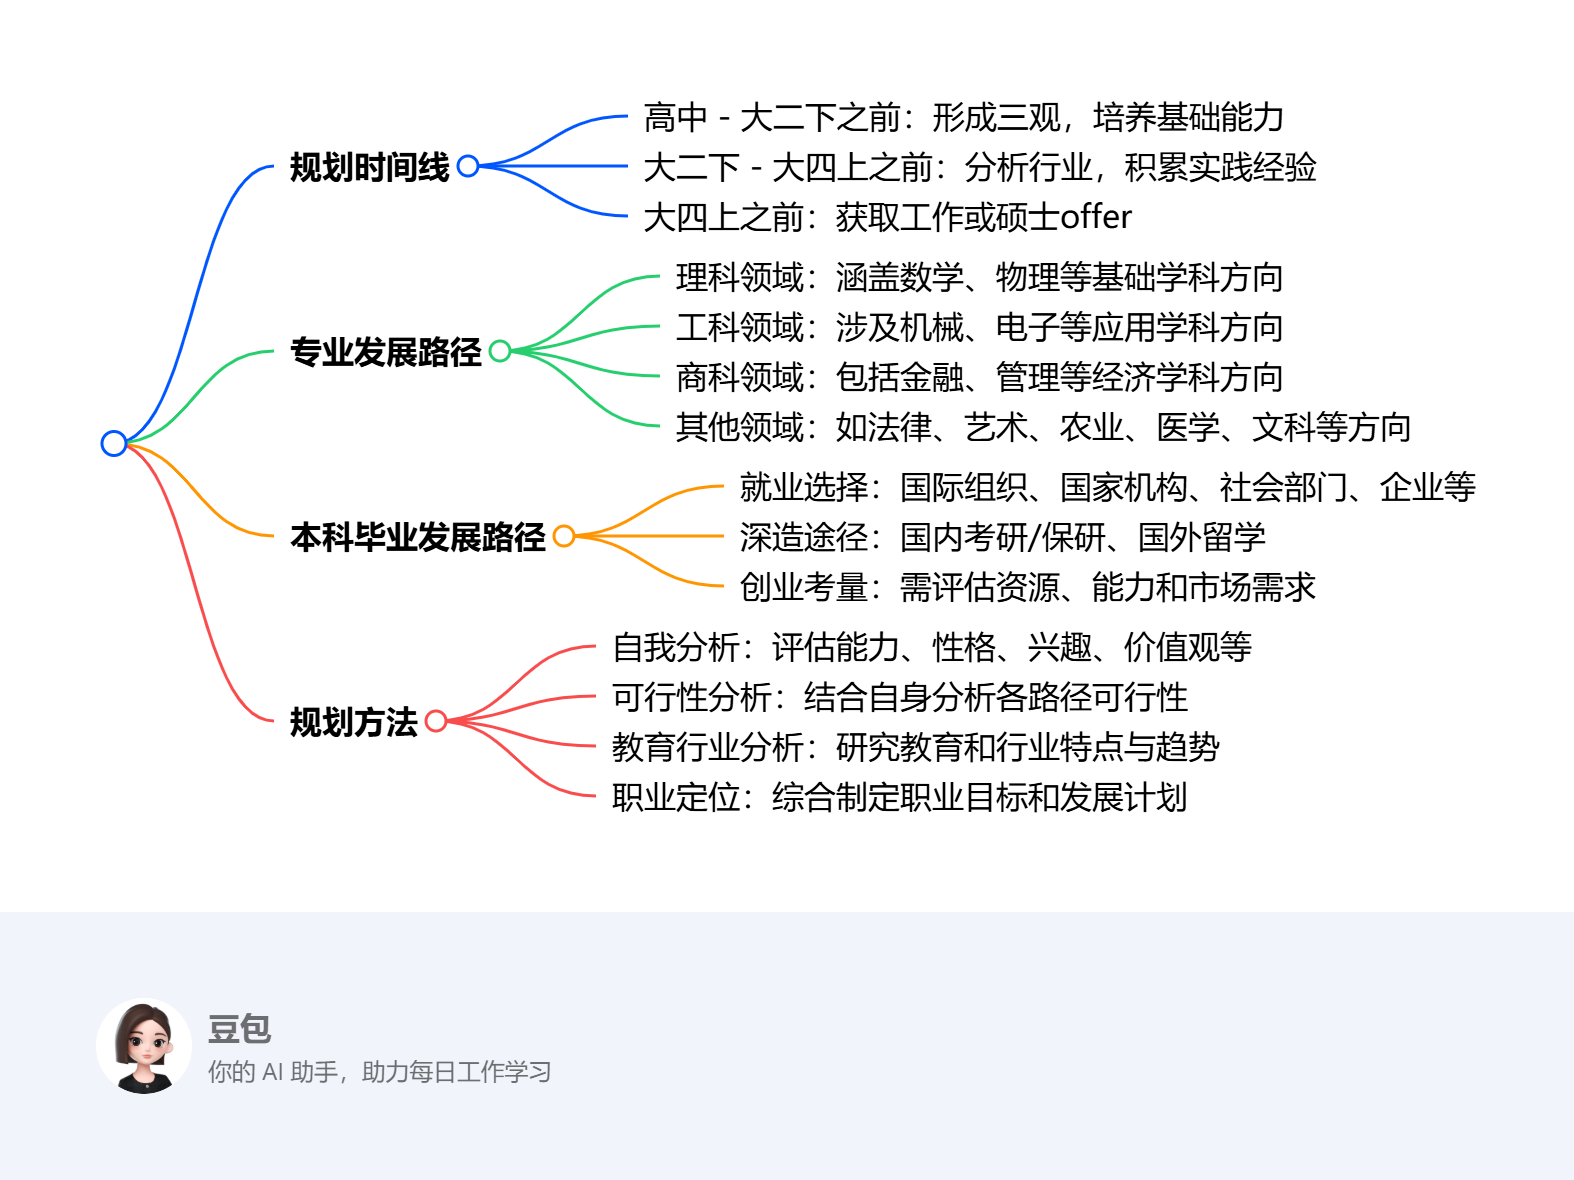 规划时间线
高中 - 大二下之前：形成三观，培养基础能力
大二下 - 大四上之前：分析行业，积累实践经验
大四上之前：获取工作或硕士offer
专业发展路径
理科领域：涵盖数学、物理等基础学科方向
工科领域：涉及机械、电子等应用学科方向
商科领域：包括金融、管理等经济学科方向
其他领域：如法律、艺术、农业、医学、文科等方向
本科毕业发展路径
就业选择：国际组织、国家机构、社会部门、企业等
深造途径：国内考研/保研、国外留学
创业考量：需评估资源、能力和市场需求
规划方法
自我分析：评估能力、性格、兴趣、价值观等
可行性分析：结合自身分析各路径可行性
教育行业分析：研究教育和行业特点与趋势
职业定位：综合制定职业目标和发展计划
豆包
你的 AI 助手，助力每日工作学习